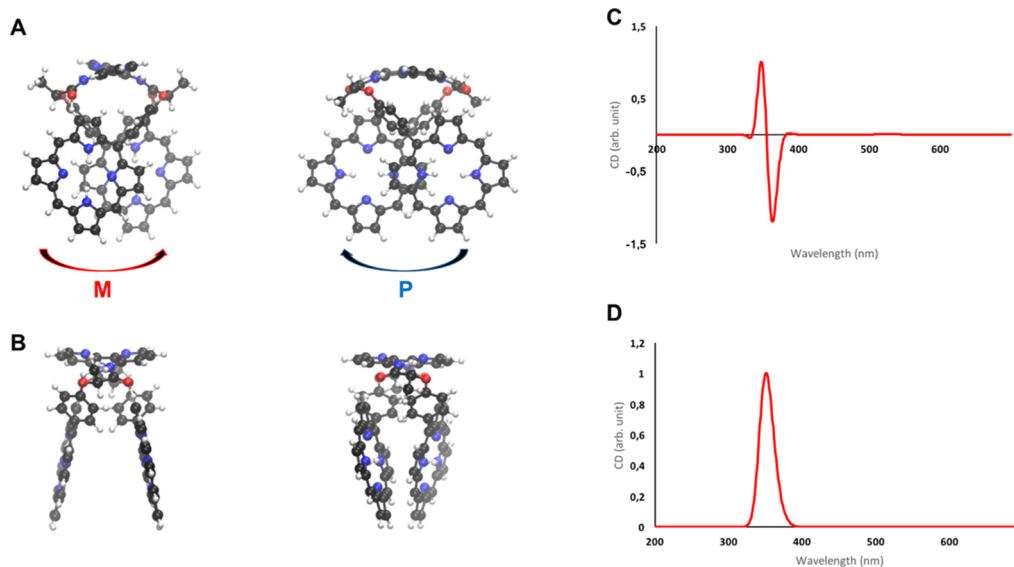 A
M
P
B
C
1,5
0,5
-0,5
-1,5
200
300
400
500
600
CD (arb. unit)
Wavelength (nm)
D
1,2
1
0,8
0,6
0,4
0,2
0
200
300
400
500
600
CD (arb. unit)
Wavelength (nm)